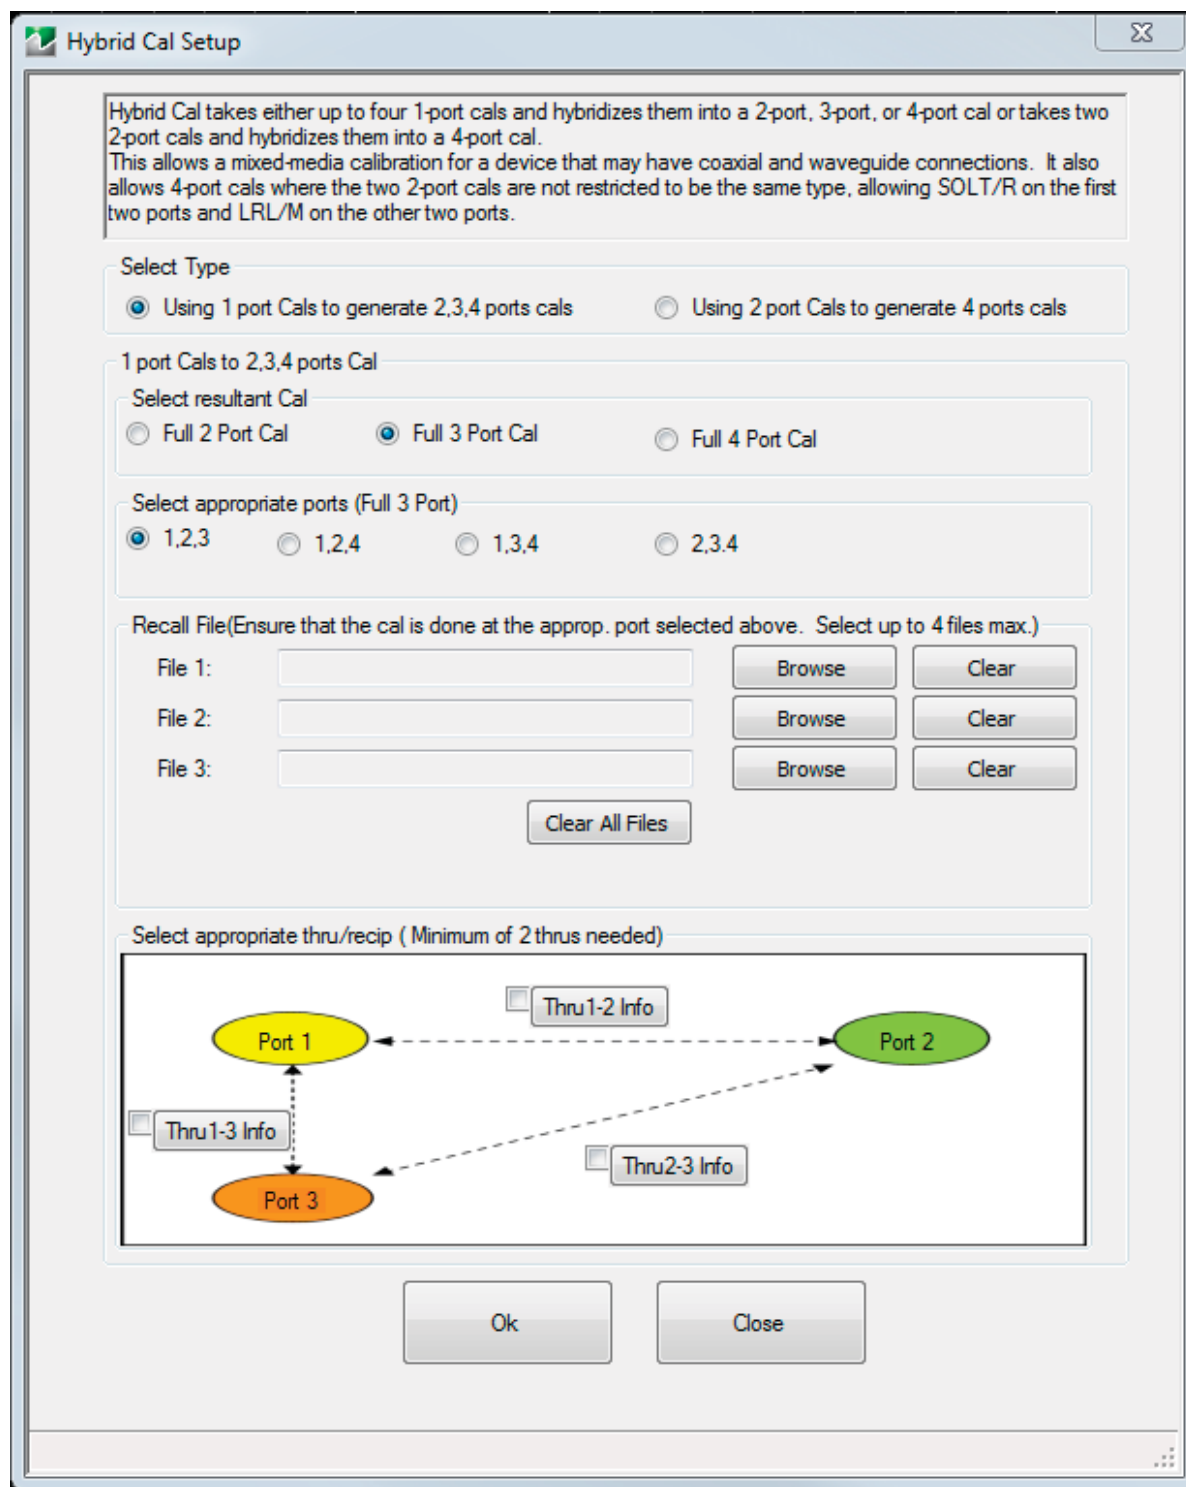 Hybrid Cal Setup
Hybrid Cal takes either up to four 1-port cals and hybridizes them into a 2-port, 3-port, or 4-port cal or takes two
2-port cals and hybridizes them into a 4-port cal.
This allows a mixed-media calibration for a device that may have coaxial and waveguide connections.  It also
allows 4-port cals where the two 2-port cals are not restricted to be the same type, allowing SOLT/R on the first
two ports and LRL/M on the other two ports.
Select Type
Using 1 port Cals to generate 2,3,4 ports cals
Using 2 port Cals to generate 4 ports cals
1 port Cals to 2,3,4 ports Cal
Select resultant Cal
Full 2 Port Cal
Full 3 Port Cal
Full 4 Port Cal
Select appropriate ports (Full 3 Port)
1,2,3
1,2,4
1,3,4
2,3.4
Recall File(Ensure that the cal is done at the approp. port selected above.  Select up to 4 files max.)
File 1:
Browse
Clear
File 2:
Browse
Clear
File 3:
Browse
Clear
Clear All Files
Select appropriate thru/recip ( Minimum of 2 thrus needed)
Thru1-2 Info
Port 1
Port 2
Thru1-3 Info
Thru2-3 Info
Port 3
Ok
Close